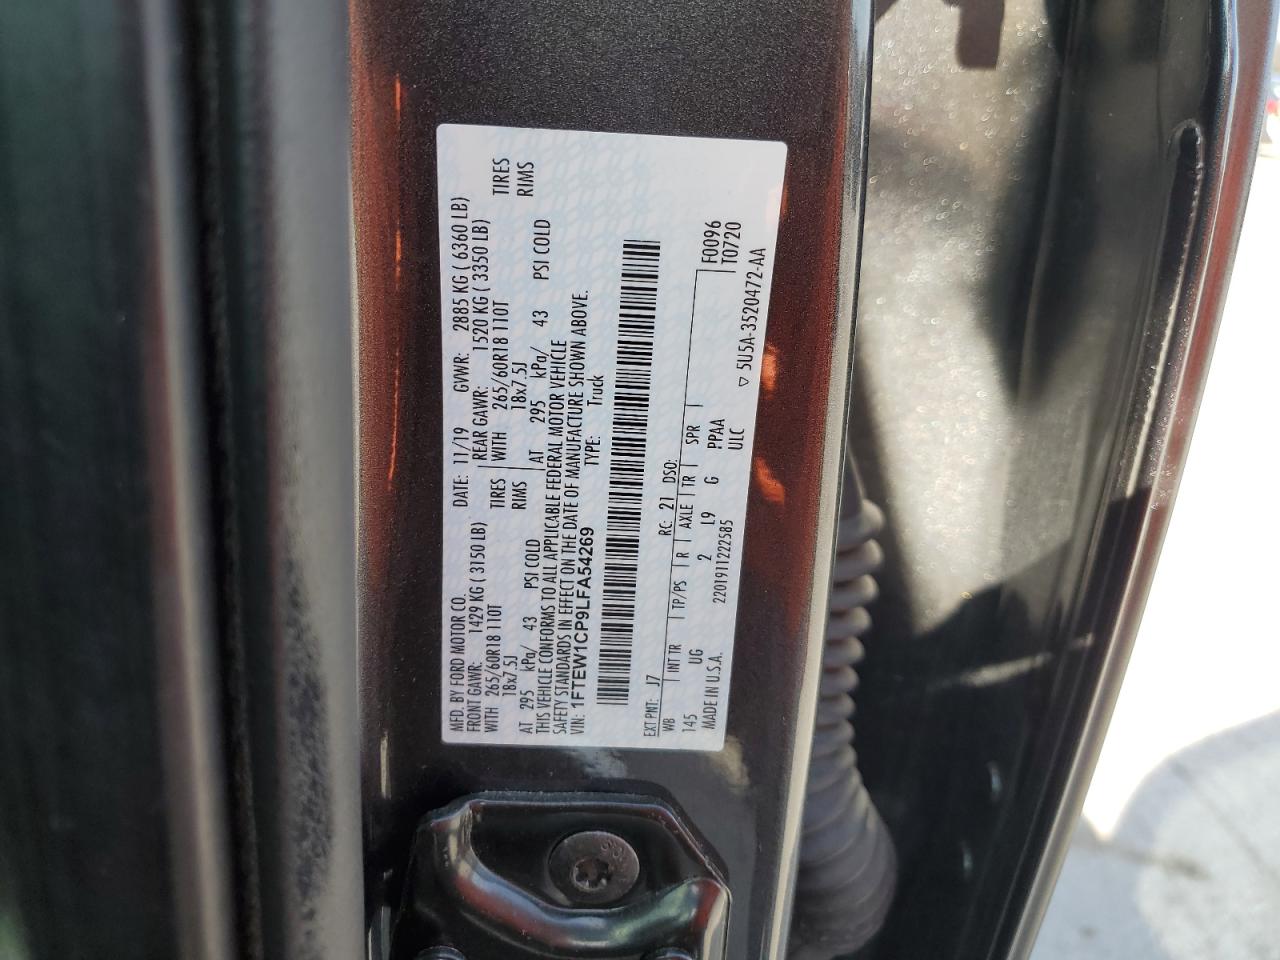 MFD. BY FORD MOTOR CO. DATE: 11/19 GVWR: 2885 KG ( 6360 LB)
FRONT GAWR: 1429 KG ( 3150 LB) REAR GAWR: 1520 KG ( 3350 LB)
WITH 265/60R18 110T TIRES WITH 265/60R18 110T TIRES
18x7.5J RIMS 18x7.5J RIMS
AT 295 kPa/ 43 PSI COLD AT 295 kPa/ 43 PSI COLD
THIS VEHICLE CONFORMS TO ALL APPLICABLE FEDERAL MOTOR VEHICLE
SAFETY STANDARDS IN EFFECT ON THE DATE OF MANUFACTURE SHOWN ABOVE.
VIN: 1FTEW1CP9LFA54269 TYPE: Truck
EXT PNT: J7 RC: 21 DSO:
WB INT TR TP/PS R AXLE TR SPR F0096
145 UG 2 L9 G PPAA T0720
MADE IN U.S.A. 2201911222585 ULC ▽ 5U5A-3520472-AA